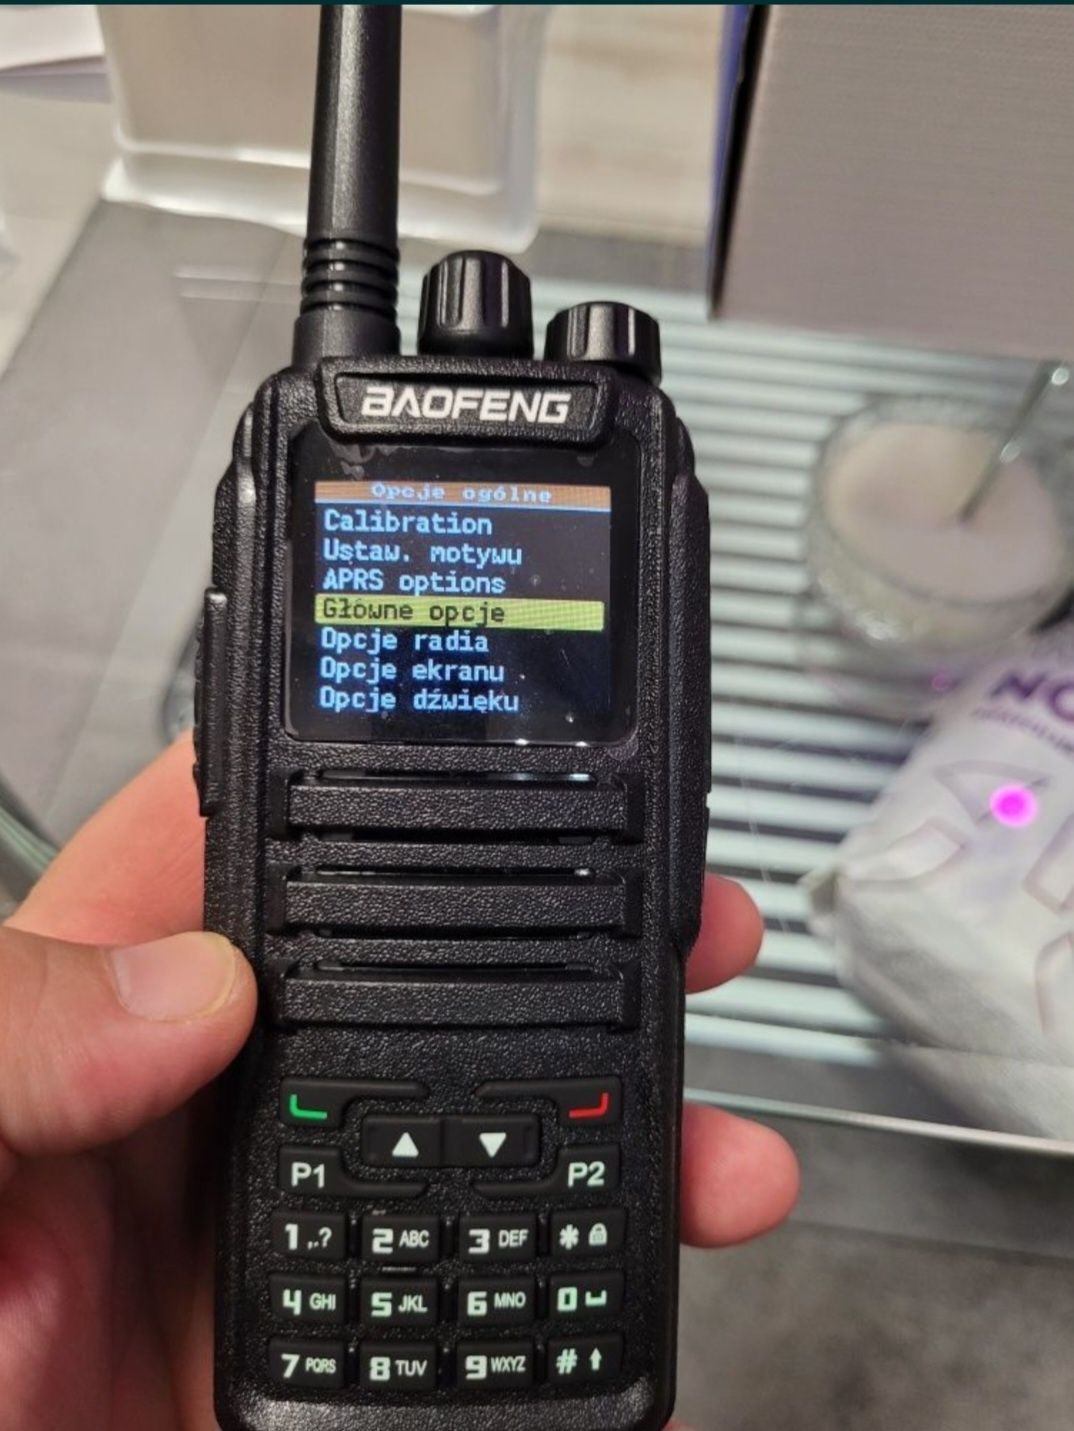 BAOFENG
Opcje ogólne
Calibration
Ustaw. motywu
APRS options
Główne opcje
Opcje radia
Opcje ekranu
Opcje dźwięku
NO
P1 P2
1 ,.? 2 ABC 3 DEF *
4 GHI 5 JKL 6 MNO 0
7 PQRS 8 TUV 9 WXYZ #